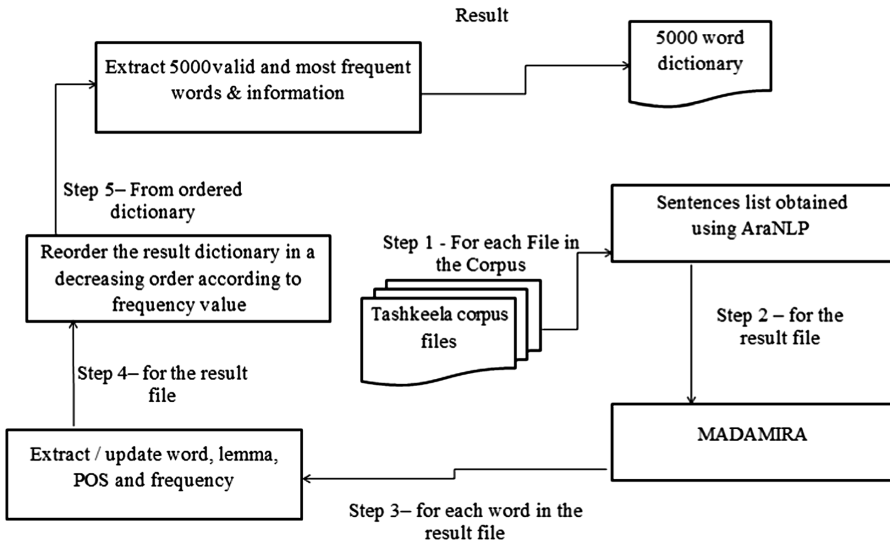 Result
Extract 5000 valid and most frequent
words & information
5000 word
dictionary
Step 5– From ordered
dictionary
Sentences list obtained
using AraNLP
Step 1 - For each File in
the Corpus
Reorder the result dictionary in a
decreasing order according to
frequency value
Tashkeela corpus
files
Step 2 – for the
result file
Step 4– for the result
file
MADAMIRA
Extract / update word, lemma,
POS and frequency
Step 3– for each word in the
result file